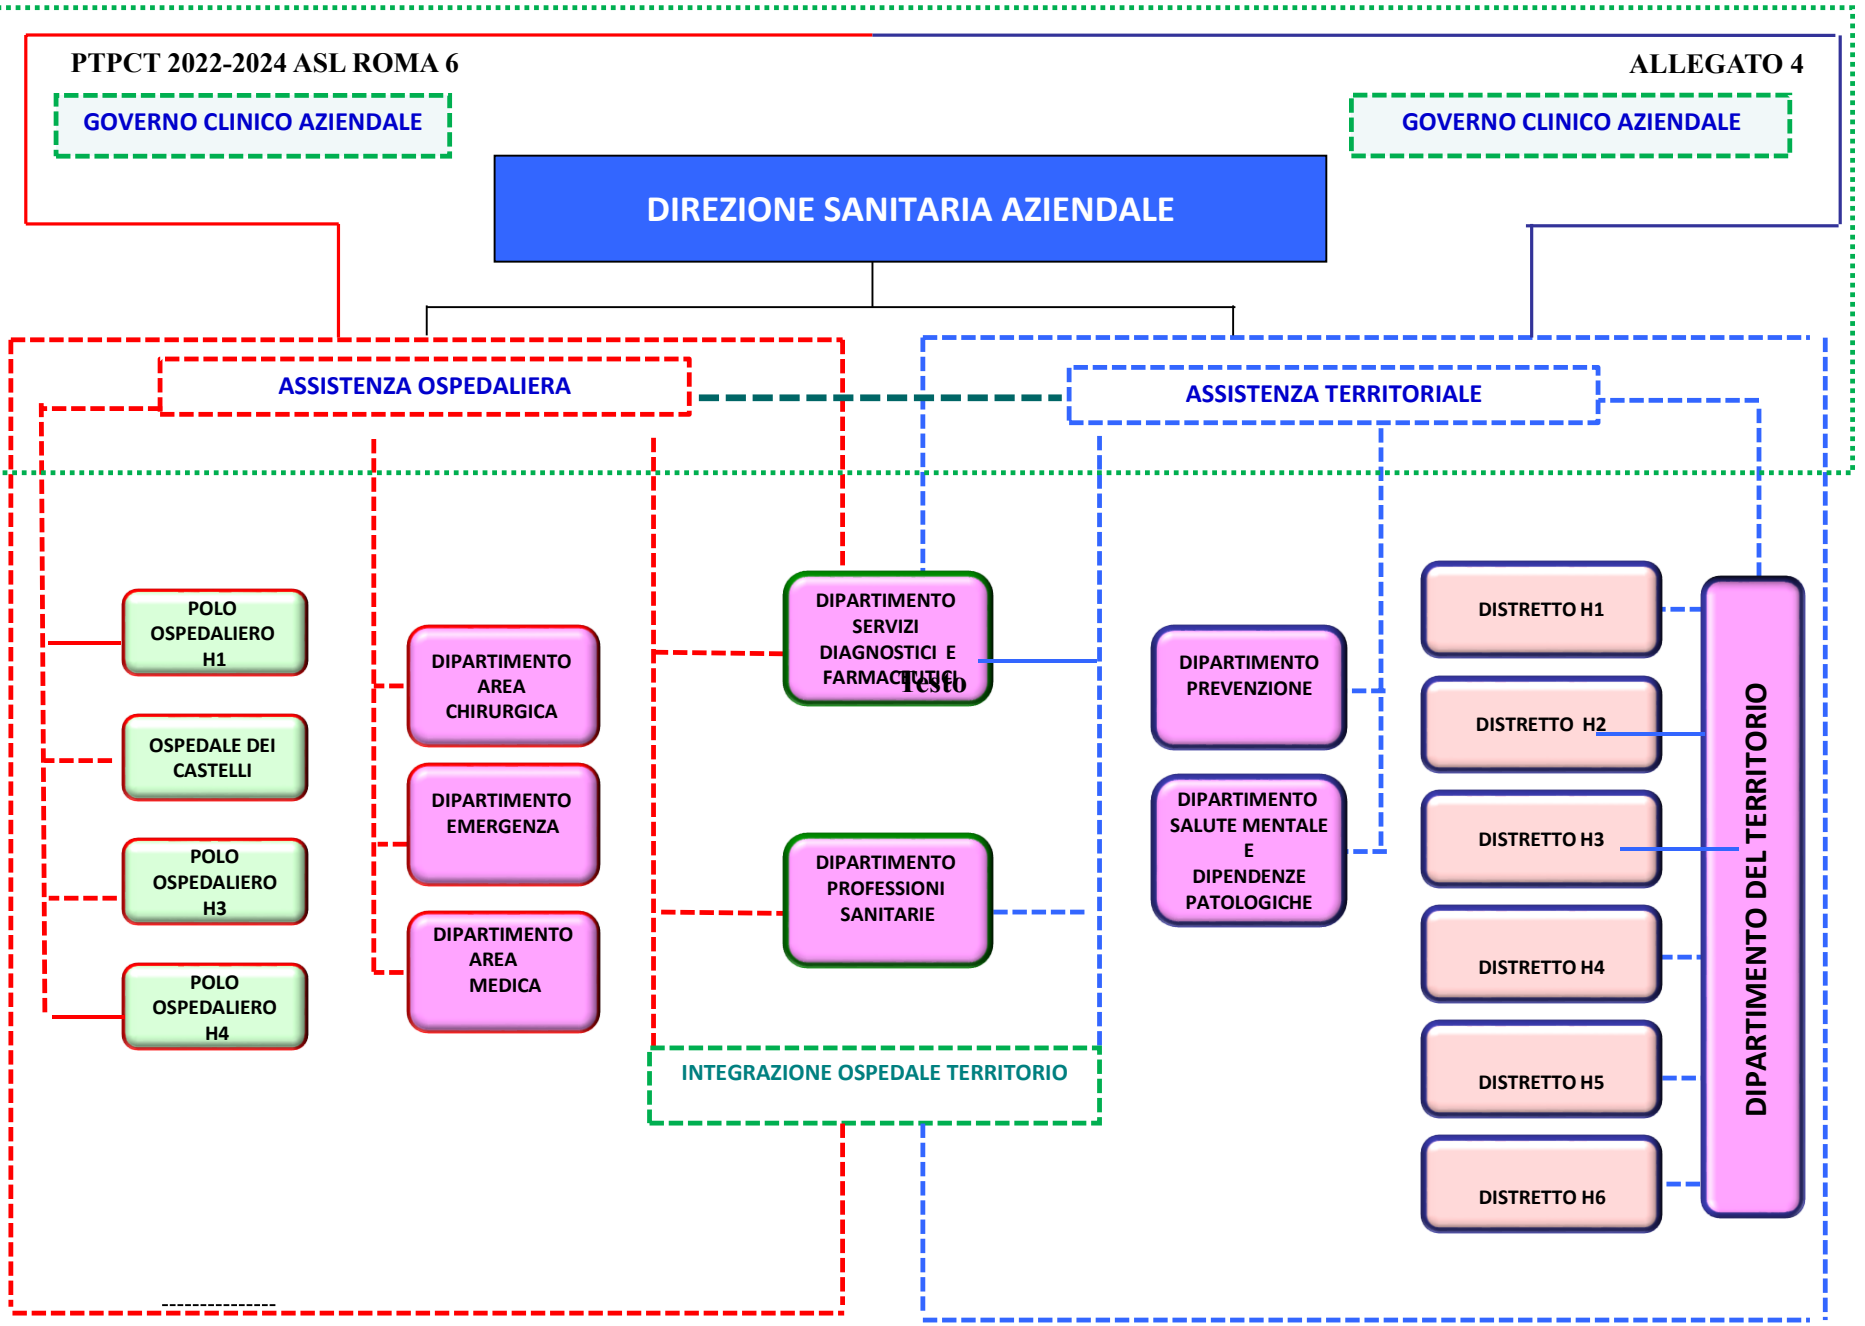 PTPCT 2022-2024 ASL ROMA 6
ALLEGATO 4
GOVERNO CLINICO AZIENDALE
GOVERNO CLINICO AZIENDALE
DIREZIONE SANITARIA AZIENDALE
ASSISTENZA OSPEDALIERA
ASSISTENZA TERRITORIALE
POLO
OSPEDALIERO
H1
OSPEDALE DEI
CASTELLI
POLO
OSPEDALIERO
H3
POLO
OSPEDALIERO
H4
DIPARTIMENTO
AREA
CHIRURGICA
DIPARTIMENTO
EMERGENZA
DIPARTIMENTO
AREA
MEDICA
DIPARTIMENTO
SERVIZI
DIAGNOSTICI E
FARMACEUTICI
Testo
DIPARTIMENTO
PROFESSIONI
SANITARIE
INTEGRAZIONE OSPEDALE TERRITORIO
DIPARTIMENTO
PREVENZIONE
DIPARTIMENTO
SALUTE MENTALE
E
DIPENDENZE
PATOLOGICHE
DISTRETTO H1
DISTRETTO H2
DISTRETTO H3
DISTRETTO H4
DISTRETTO H5
DISTRETTO H6
DIPARTIMENTO DEL TERRITORIO